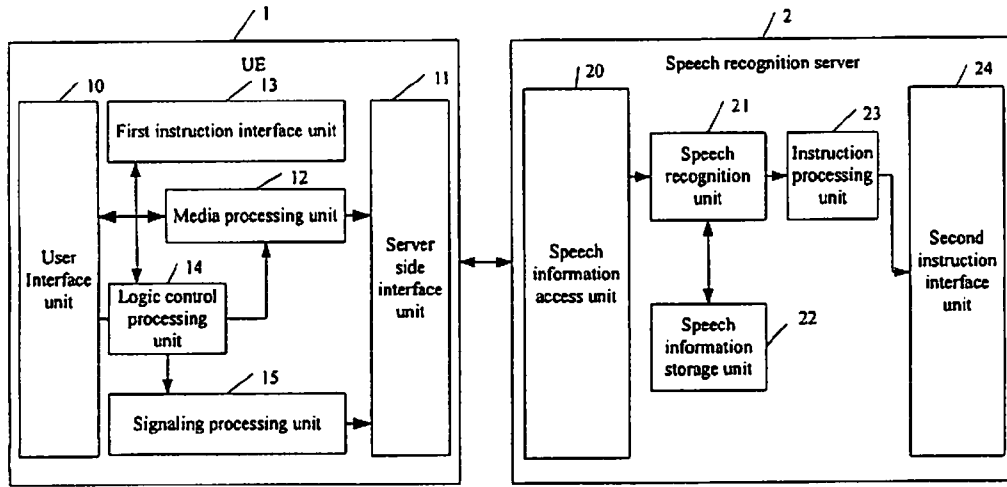 1
UE
10
13
11
First instruction interface unit
12
Media processing unit
User
Interface
unit
14
Logic control
processing
unit
Server
side
interface
unit
15
Signaling processing unit
2
Speech recognition server
20
24
21
23
Speech
recognition
unit
Instruction
processing
unit
Speech
information
access unit
Second
instruction
interface
unit
Speech
information
storage unit
22